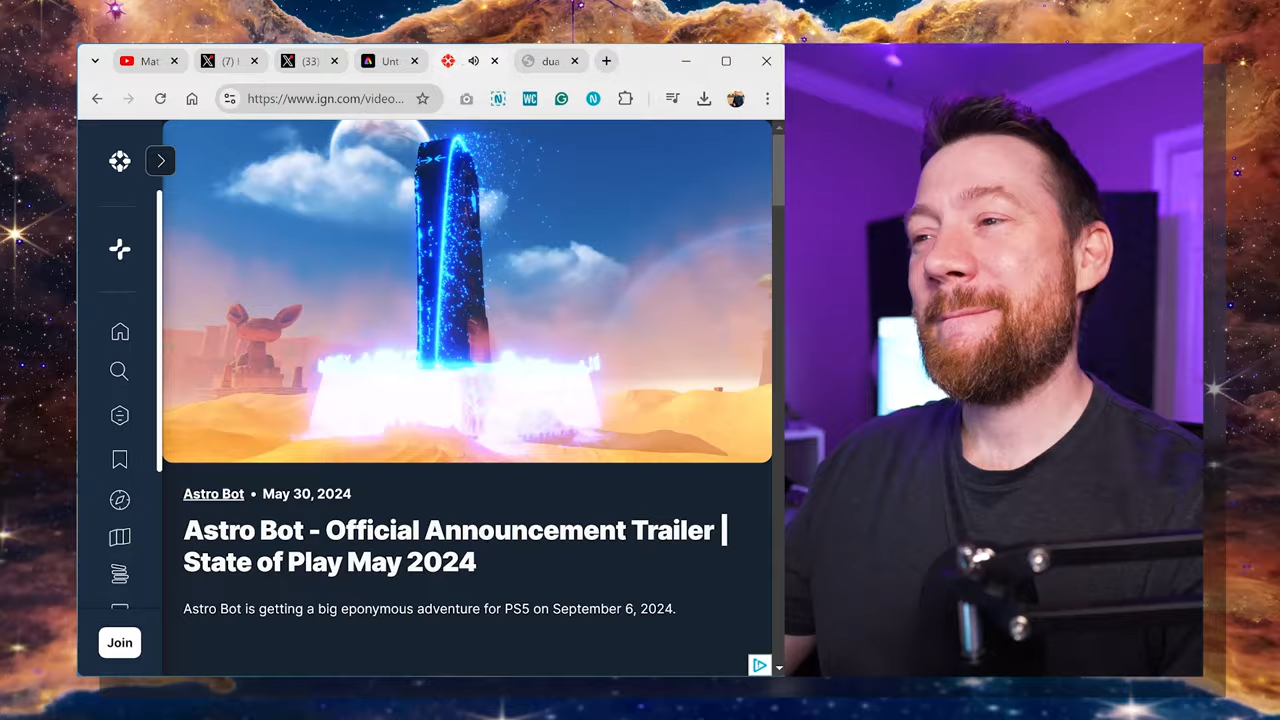 Mat
(7) I
(33)
Unt
dua
https://www.ign.com/video...
WC
Astro Bot • May 30, 2024
Astro Bot - Official Announcement Trailer |
State of Play May 2024
Astro Bot is getting a big eponymous adventure for PS5 on September 6, 2024.
Join